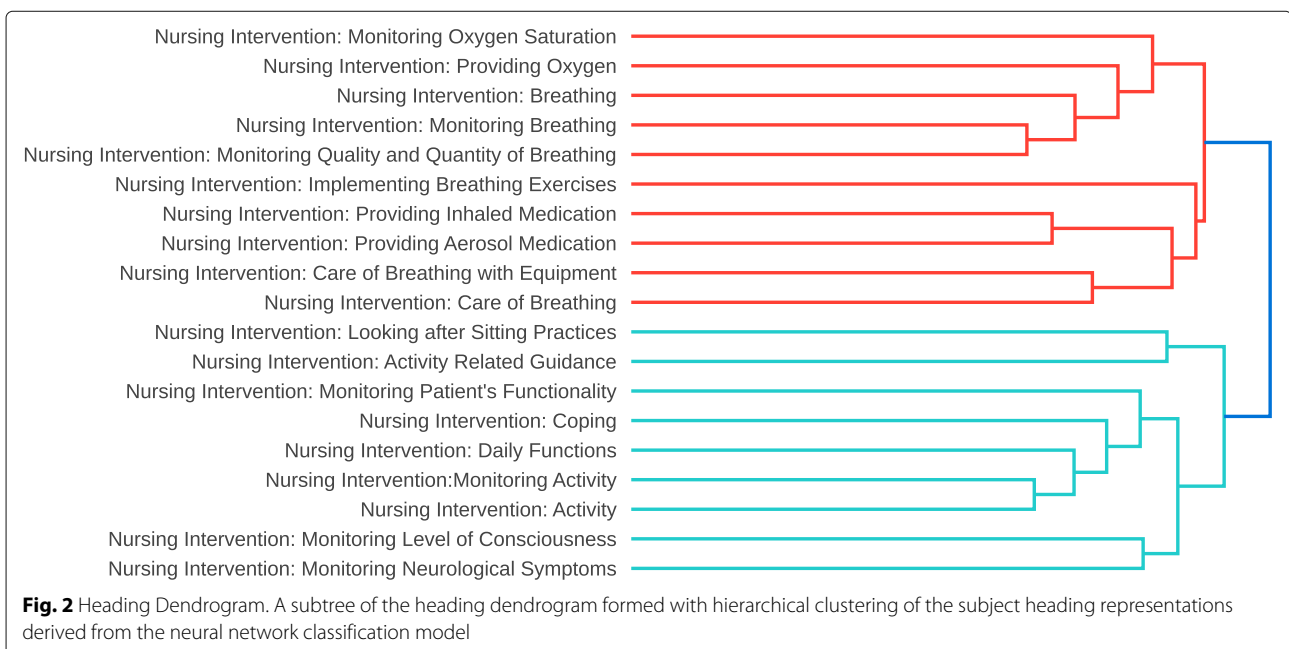 Nursing Intervention: Monitoring Oxygen Saturation
Nursing Intervention: Providing Oxygen
Nursing Intervention: Breathing
Nursing Intervention: Monitoring Breathing
Nursing Intervention: Monitoring Quality and Quantity of Breathing
Nursing Intervention: Implementing Breathing Exercises
Nursing Intervention: Providing Inhaled Medication
Nursing Intervention: Providing Aerosol Medication
Nursing Intervention: Care of Breathing with Equipment
Nursing Intervention: Care of Breathing
Nursing Intervention: Looking after Sitting Practices
Nursing Intervention: Activity Related Guidance
Nursing Intervention: Monitoring Patient's Functionality
Nursing Intervention: Coping
Nursing Intervention: Daily Functions
Nursing Intervention:Monitoring Activity
Nursing Intervention: Activity
Nursing Intervention: Monitoring Level of Consciousness
Nursing Intervention: Monitoring Neurological Symptoms
Fig. 2 Heading Dendrogram. A subtree of the heading dendrogram formed with hierarchical clustering of the subject heading representations
derived from the neural network classification model